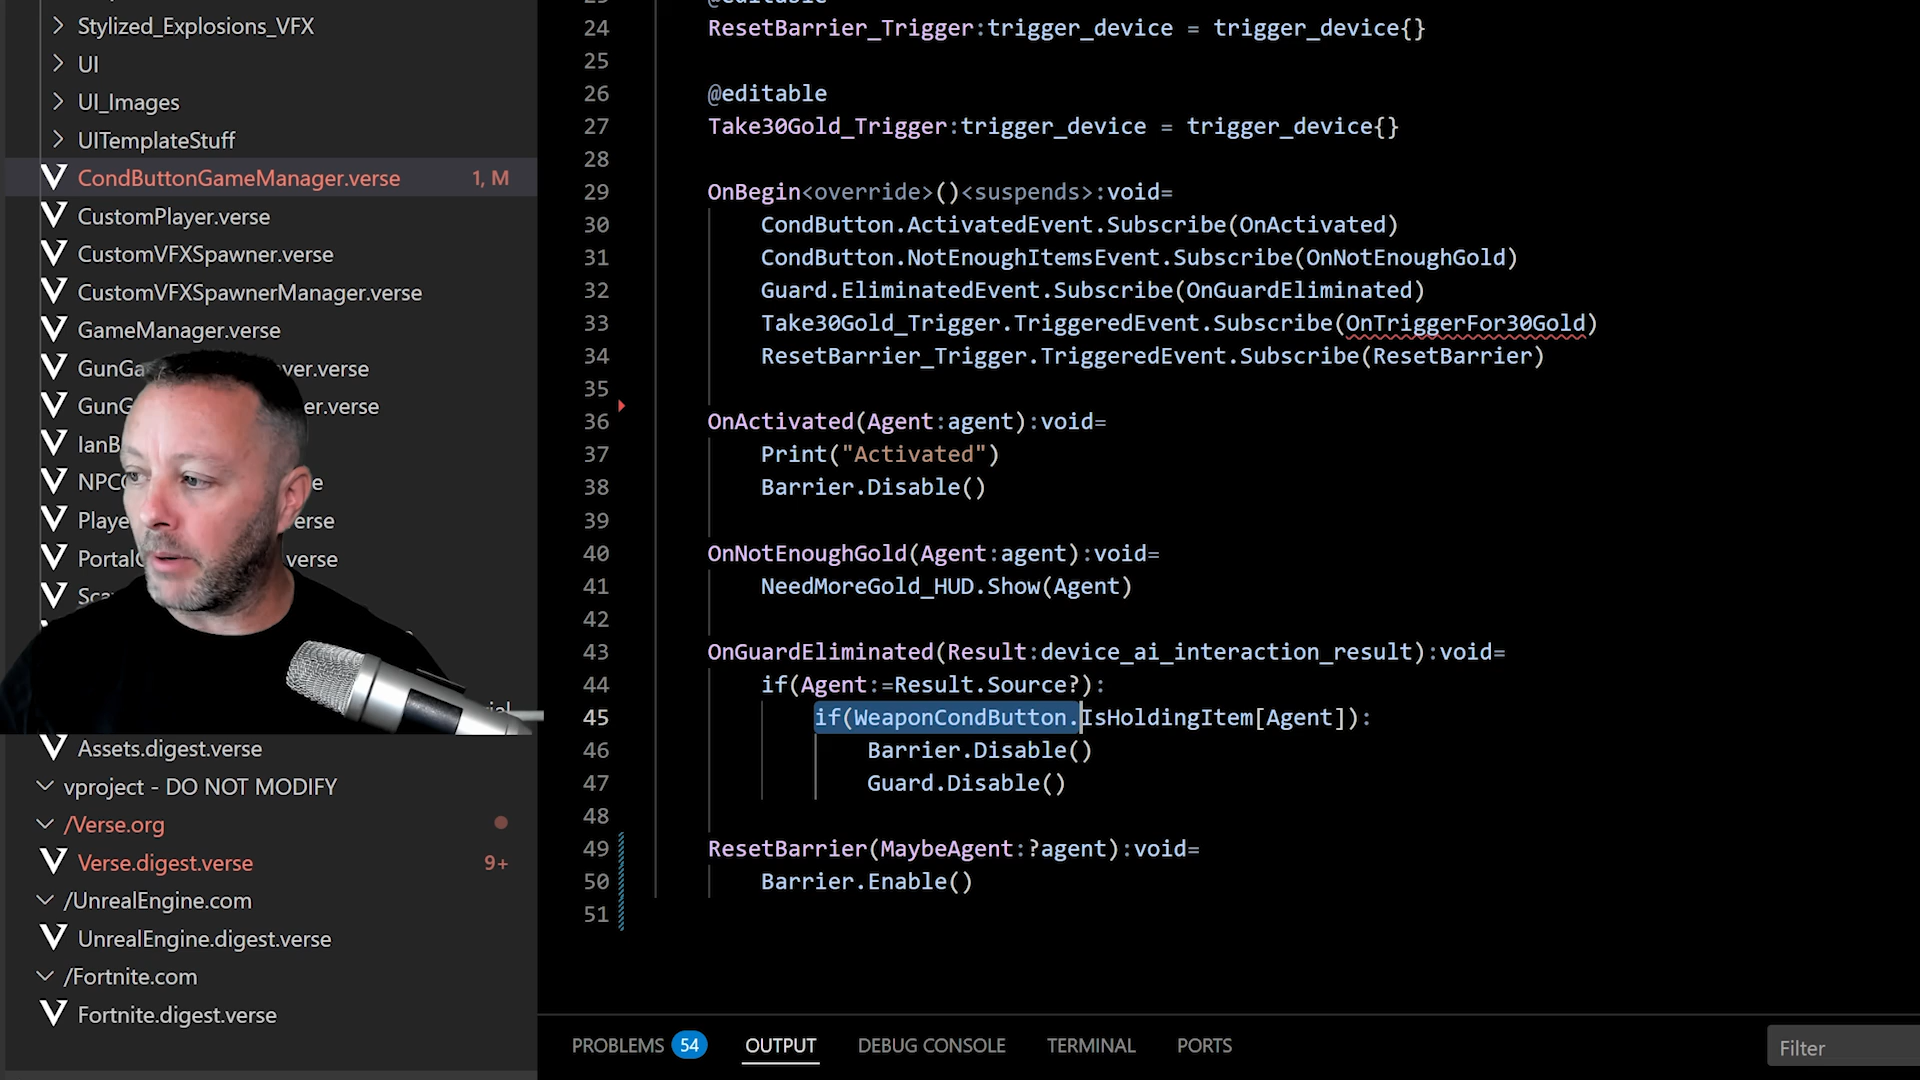 Stylized_Explosions_VFX
UI
UI_Images
UITemplateStuff
CondButtonGameManager.verse 1, M
CustomPlayer.verse
CustomVFXSpawner.verse
CustomVFXSpawnerManager.verse
GameManager.verse
ver.verse
er.verse
IanB
NPC
Playe erse
Portal .verse
Assets.digest.verse
vproject - DO NOT MODIFY
/Verse.org
Verse.digest.verse 9+
/UnrealEngine.com
UnrealEngine.digest.verse
/Fortnite.com
Fortnite.digest.verse
24 ResetBarrier_Trigger:trigger_device = trigger_device{}
25
26 @editable
27 Take30Gold_Trigger:trigger_device = trigger_device{}
28
29 OnBegin<override>()<suspends>:void=
30 CondButton.ActivatedEvent.Subscribe(OnActivated)
31 CondButton.NotEnoughItemsEvent.Subscribe(OnNotEnoughGold)
32 Guard.EliminatedEvent.Subscribe(OnGuardEliminated)
33 Take30Gold_Trigger.TriggeredEvent.Subscribe(OnTriggerFor30Gold)
34 ResetBarrier_Trigger.TriggeredEvent.Subscribe(ResetBarrier)
35
36 OnActivated(Agent:agent):void=
37 Print("Activated")
38 Barrier.Disable()
39
40 OnNotEnoughGold(Agent:agent):void=
41 NeedMoreGold_HUD.Show(Agent)
42
43 OnGuardEliminated(Result:device_ai_interaction_result):void=
44 if(Agent:=Result.Source?):
45 if(WeaponCondButton.IsHoldingItem[Agent]):
46 Barrier.Disable()
47 Guard.Disable()
48
49 ResetBarrier(MaybeAgent:?agent):void=
50 Barrier.Enable()
51
PROBLEMS 54 OUTPUT DEBUG CONSOLE TERMINAL PORTS
Filter